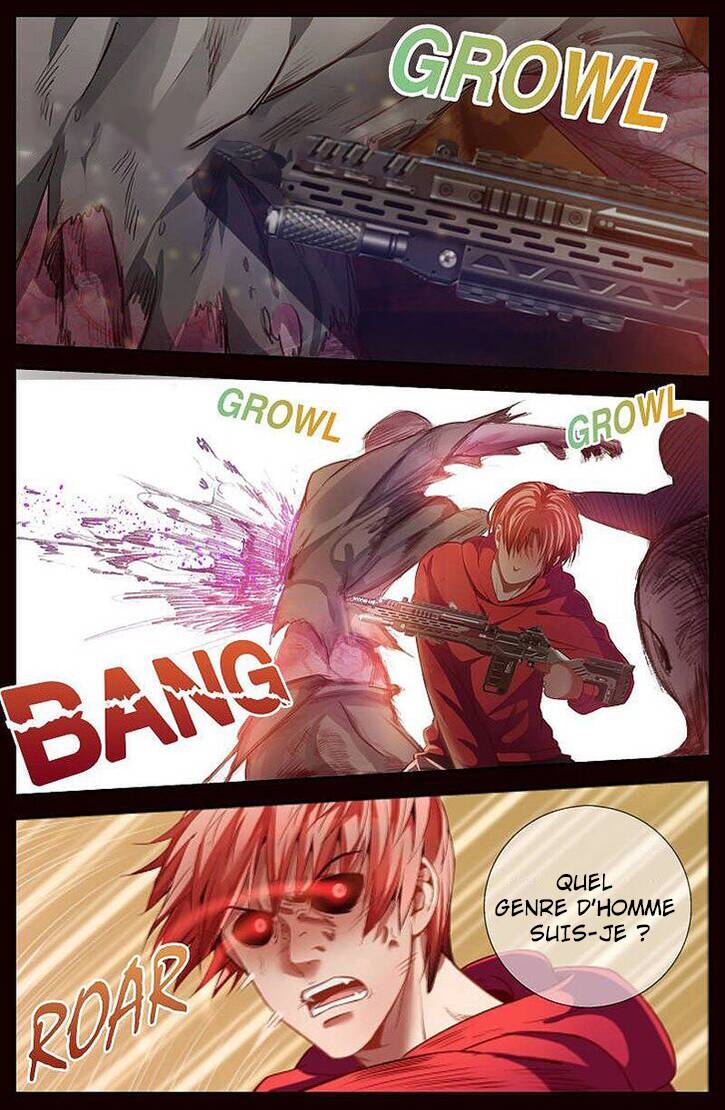 GROWL
GROWL
GROWL
BANG
QUEL
GENRE D'HOMME
SUIS-JE ?
ROAR